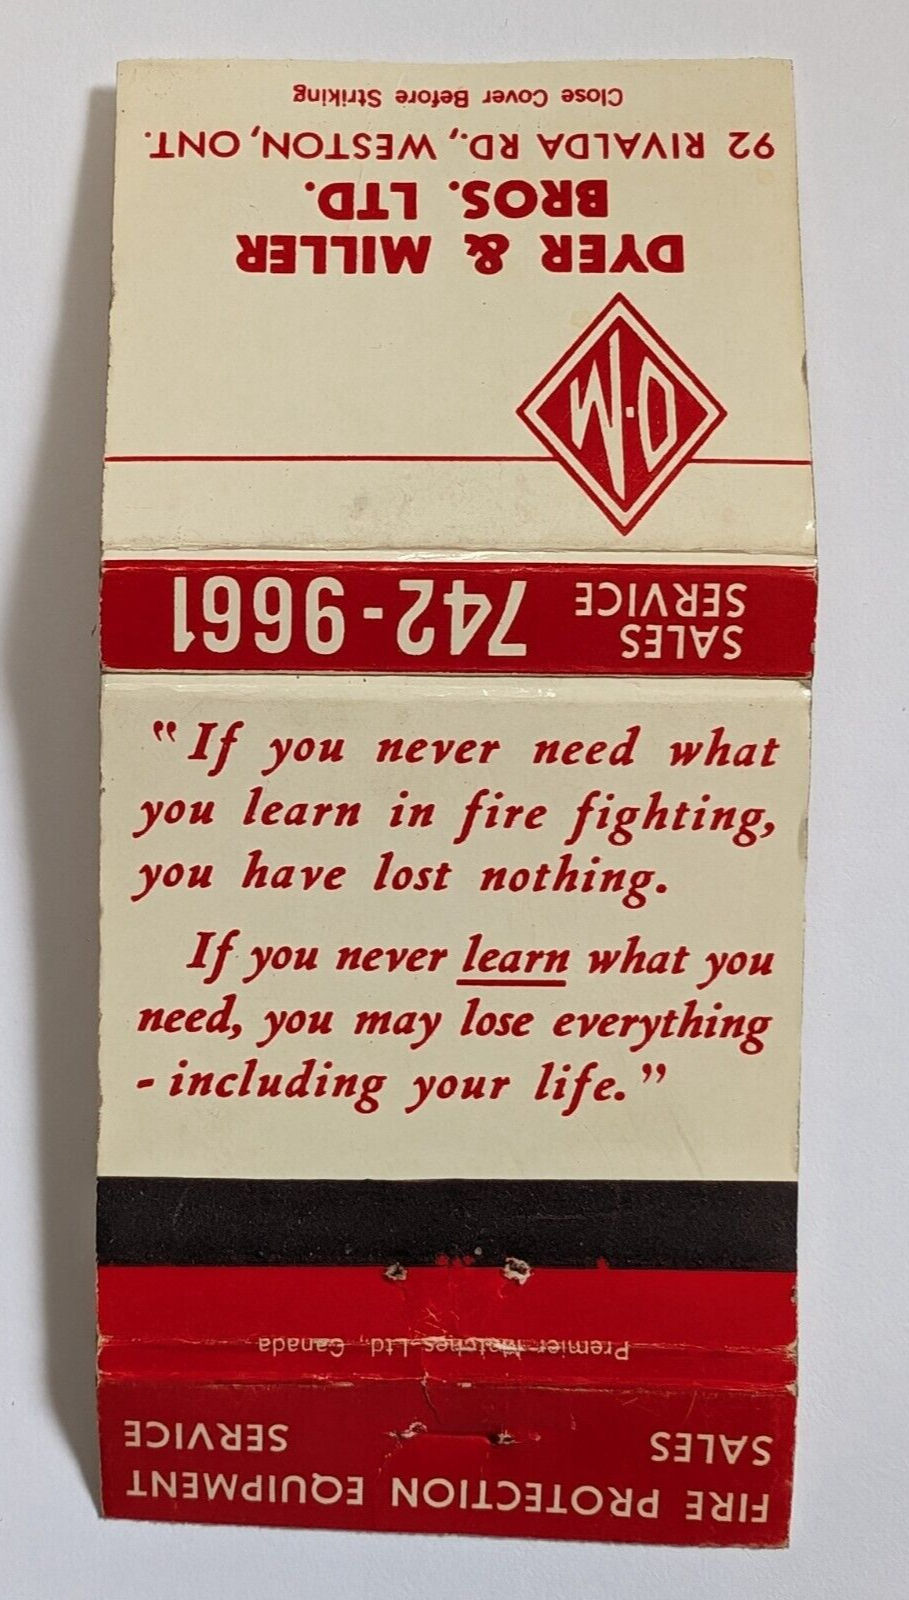 Close Cover Before Striking
92 RIVALDA RD., WESTON, ONT.
DYER & MILLER
BROS. LTD.
D-M
SALES
SERVICE
742-9661
"If you never need what
you learn in fire fighting,
you have lost nothing.
If you never learn what you
need, you may lose everything
- including your life."
Premier Matches Ltd., Canada
FIRE PROTECTION EQUIPMENT
SALES SERVICE